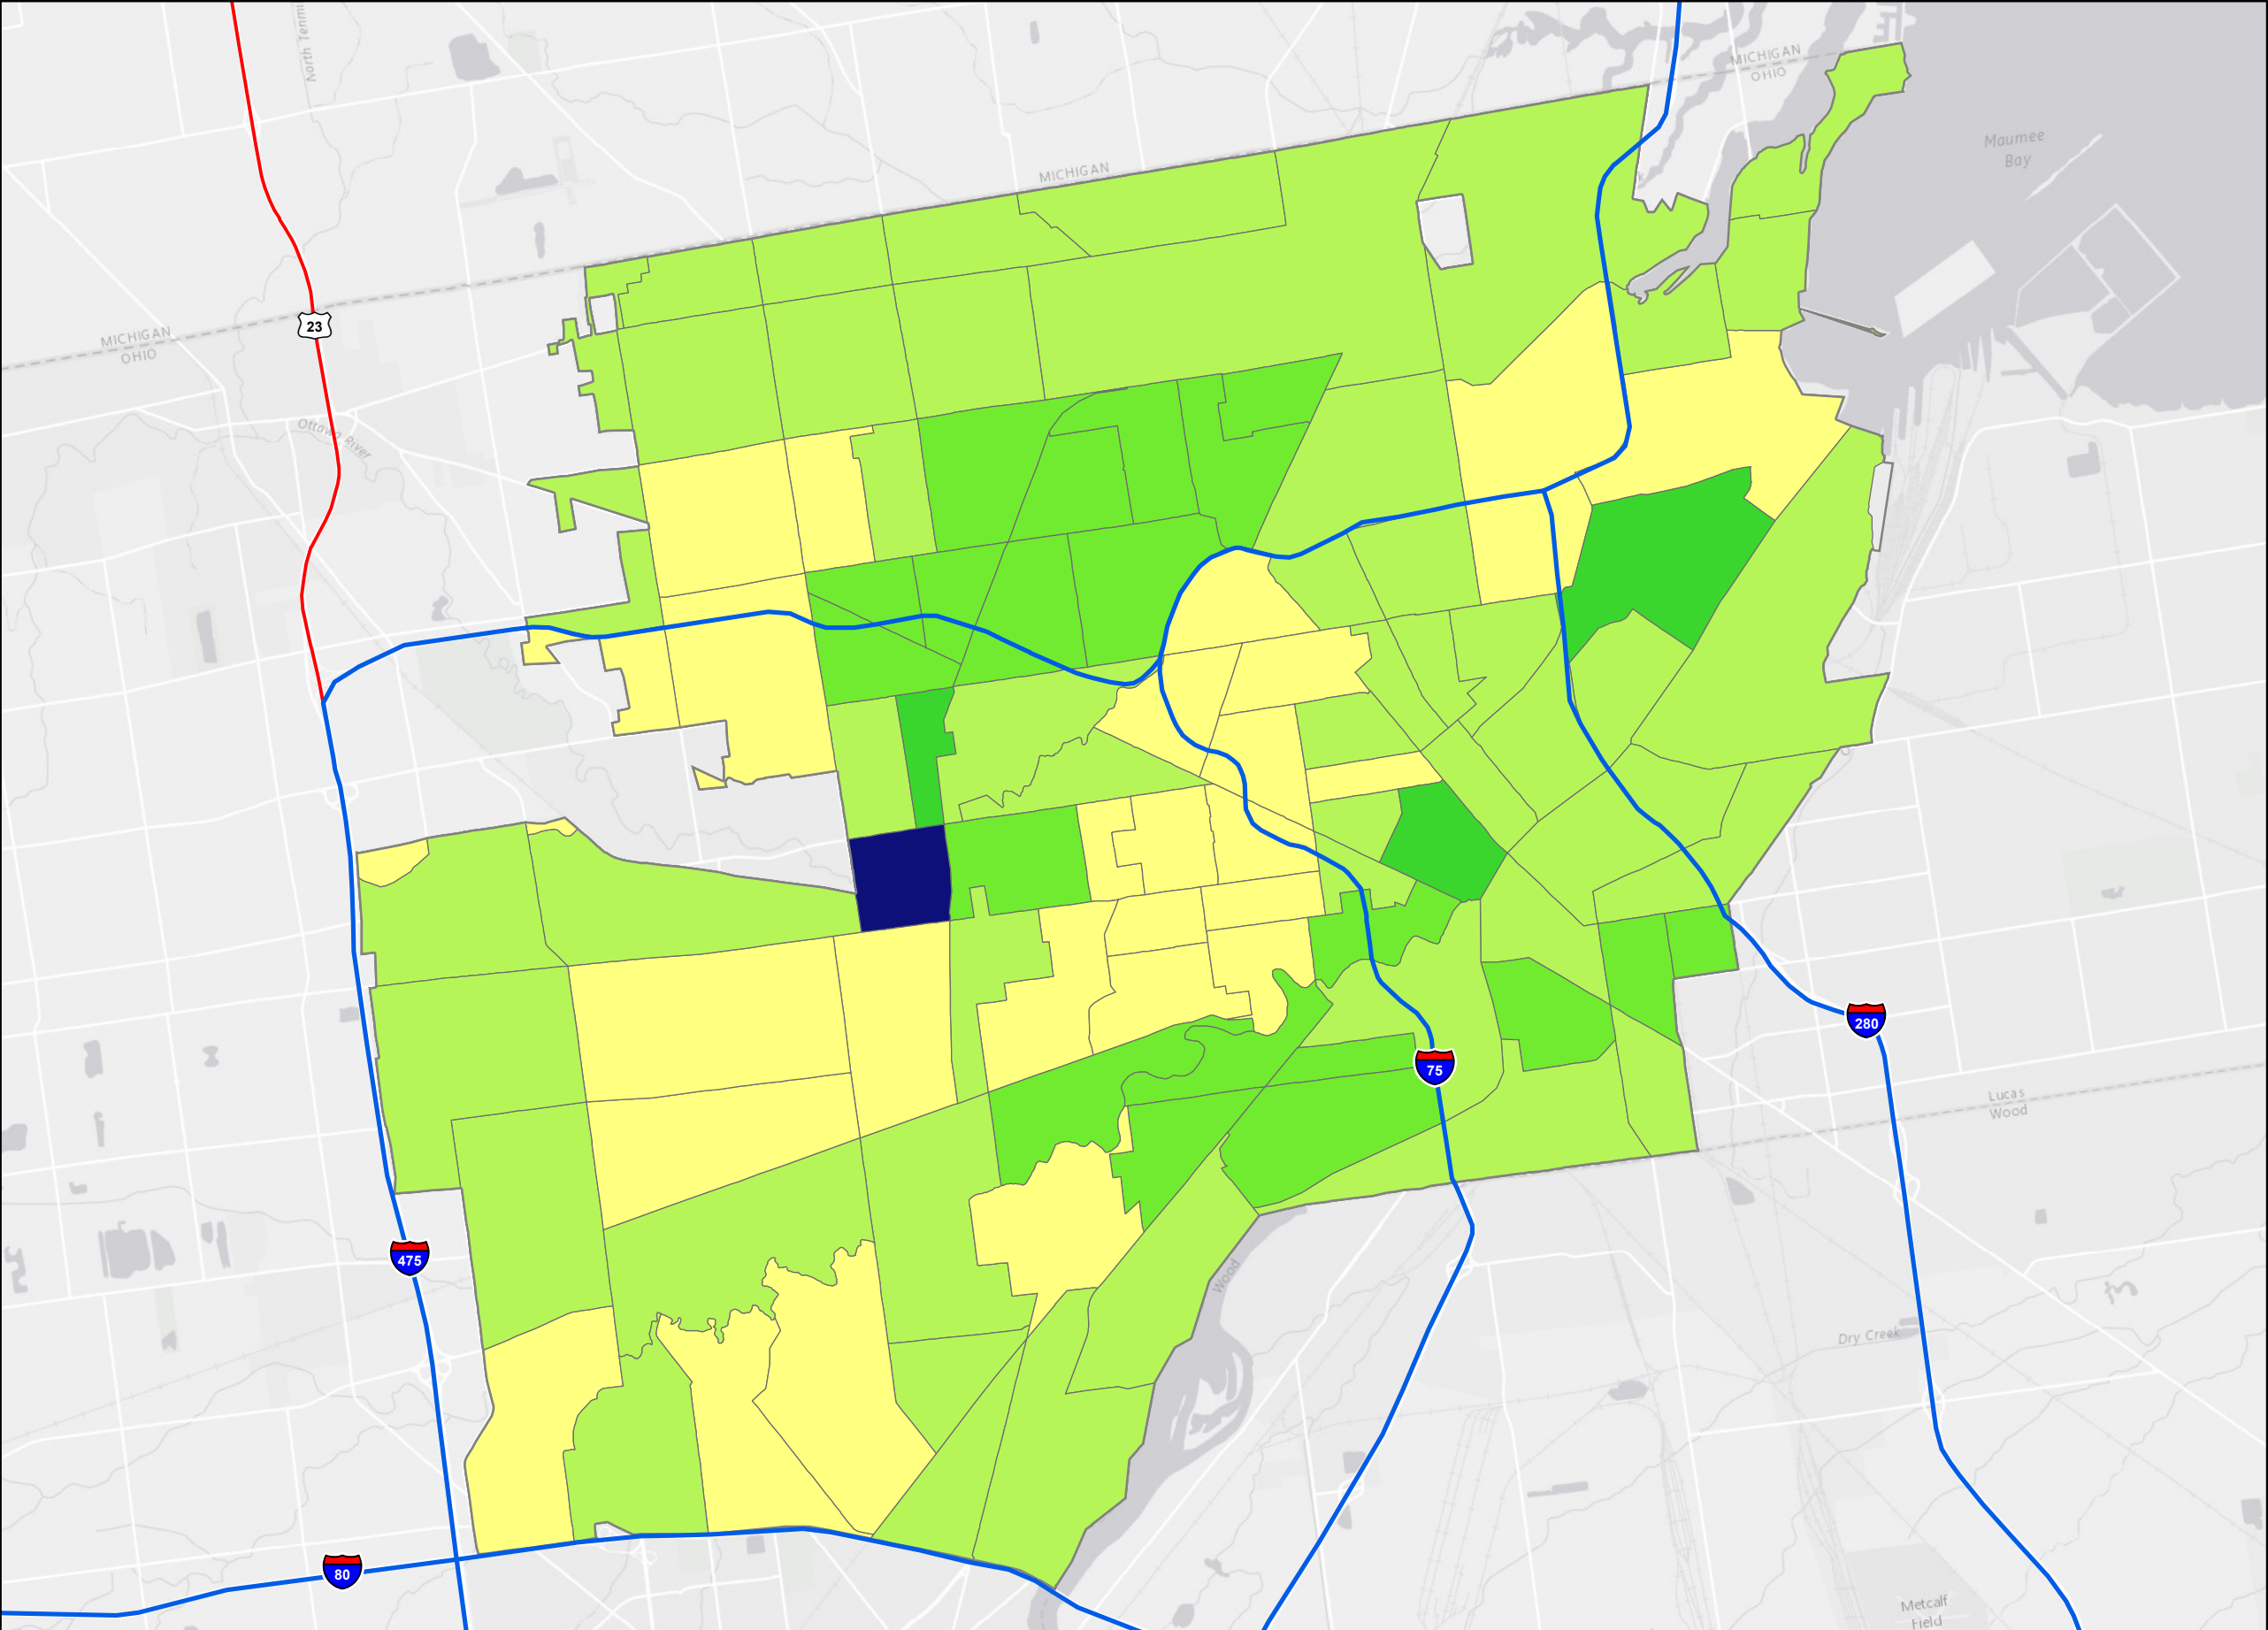 North Tenmi
MICHIGAN
OHIO
Maumee
Bay
MICHIGAN
23
MICHIGAN
OHIO
Ottawa River
280
75
Lucas
Wood
475
Wood
Dry Creek
80
Metcalf
Field